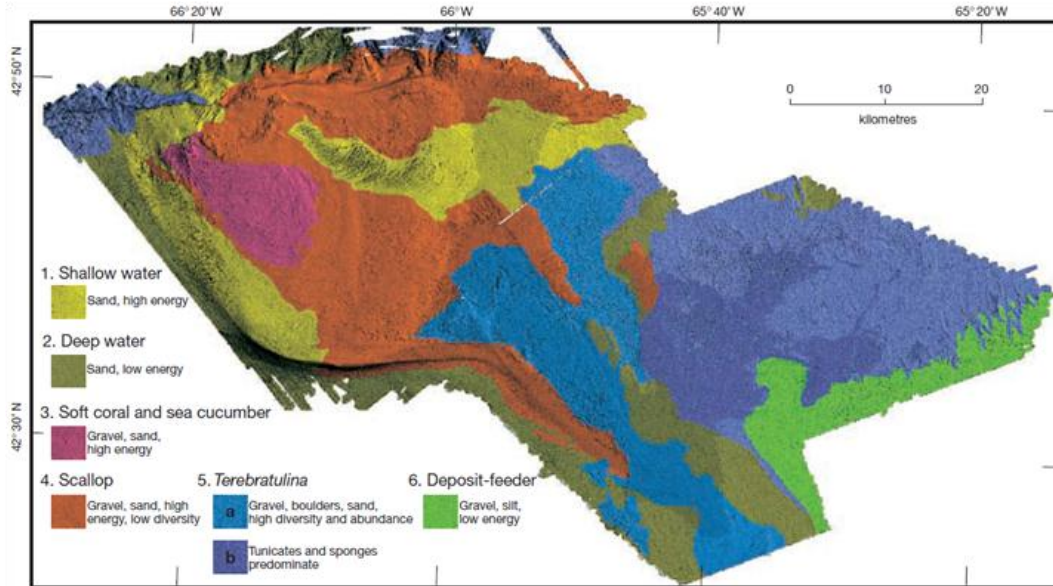 66°20'W 66°W 65°40'W 65°20'W
42°50'N
0 10 20
kilometres
1. Shallow water
Sand, high energy
2. Deep water
Sand, low energy
42°30'N
3. Soft coral and sea cucumber
Gravel, sand,
high energy
4. Scallop
Gravel, sand, high
energy, low diversity
5. Terebratulina
a
Gravel, boulders, sand,
high diversity and abundance
b
Tunicates and sponges
predominate
6. Deposit-feeder
Gravel, silt,
low energy